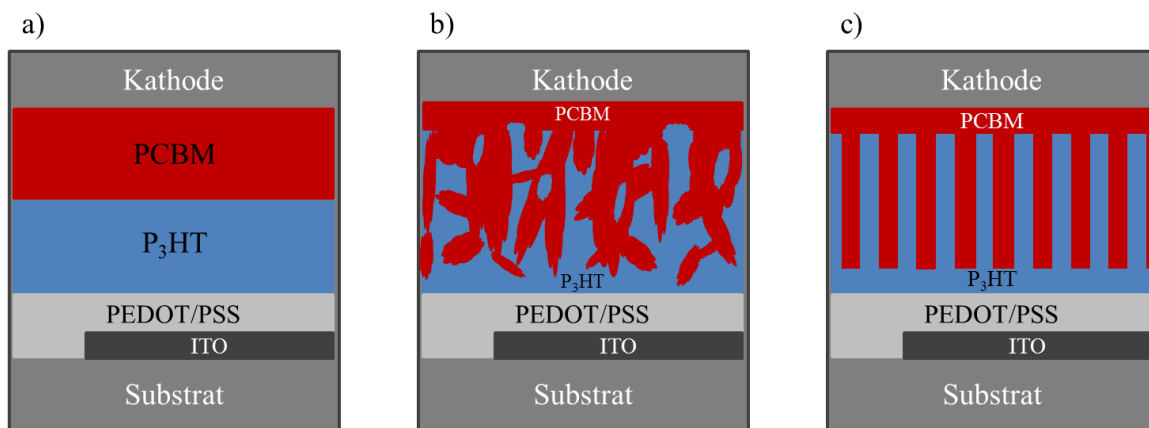 a)
Kathode
PCBM
P₃HT
PEDOT/PSS
ITO
Substrat
b)
Kathode
PCBM
P₃HT
PEDOT/PSS
ITO
Substrat
c)
Kathode
PCBM
P₃HT
PEDOT/PSS
ITO
Substrat